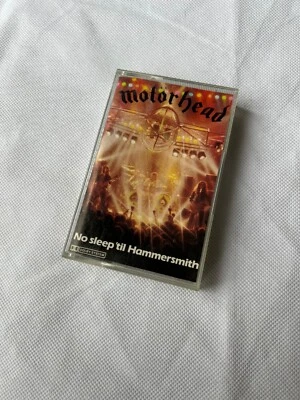 Motörhead
No sleep 'til Hammersmith